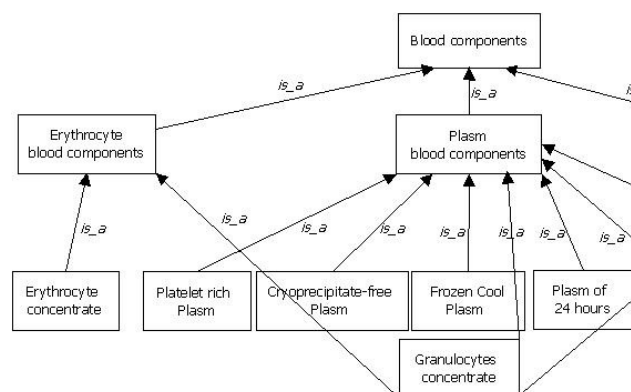 Blood components
is_a
is_a
is
Erythrocyte
blood components
Plasm
blood components
is_a
is_a
is_a
is_a
is_a
is_a
is_a
is_a
Erythrocyte
concentrate
Platelet rich
Plasm
Cryoprecipitate-free
Plasm
Frozen Cool
Plasm
Plasm of
24 hours
Granulocytes
concentrate